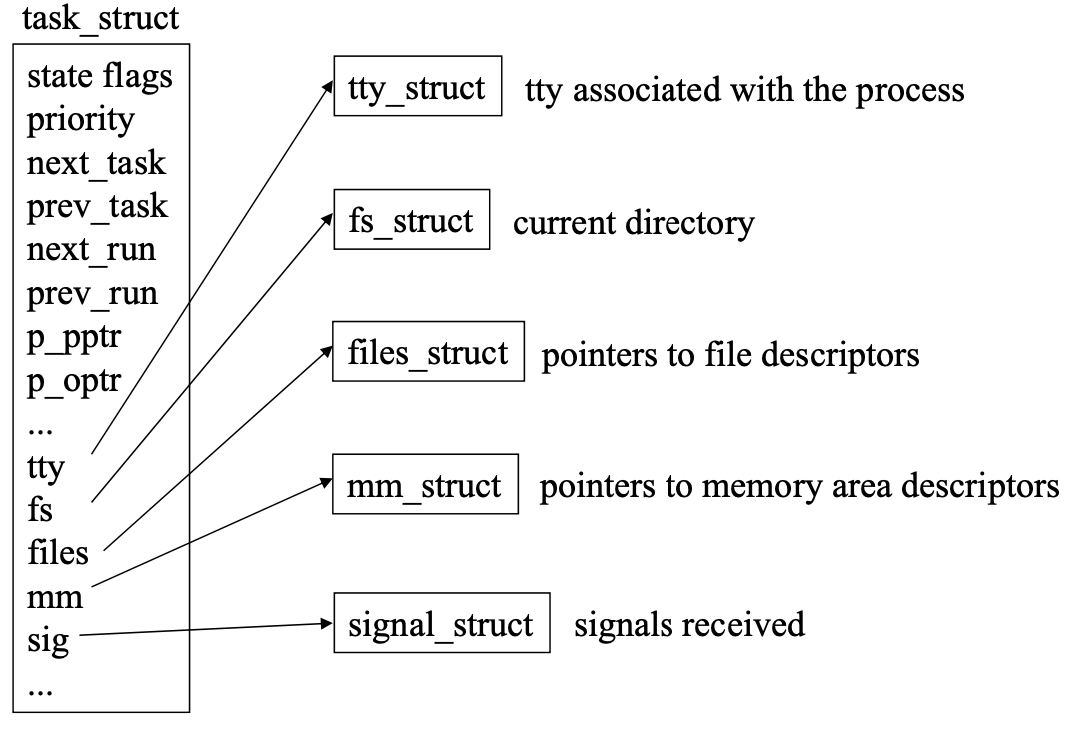 task_struct
state flags
priority
next_task
prev_task
next_run
prev_run
p_pptr
p_optr
...
tty
fs
files
mm
sig
...
tty_struct tty associated with the process
fs_struct current directory
files_struct pointers to file descriptors
mm_struct pointers to memory area descriptors
signal_struct signals received